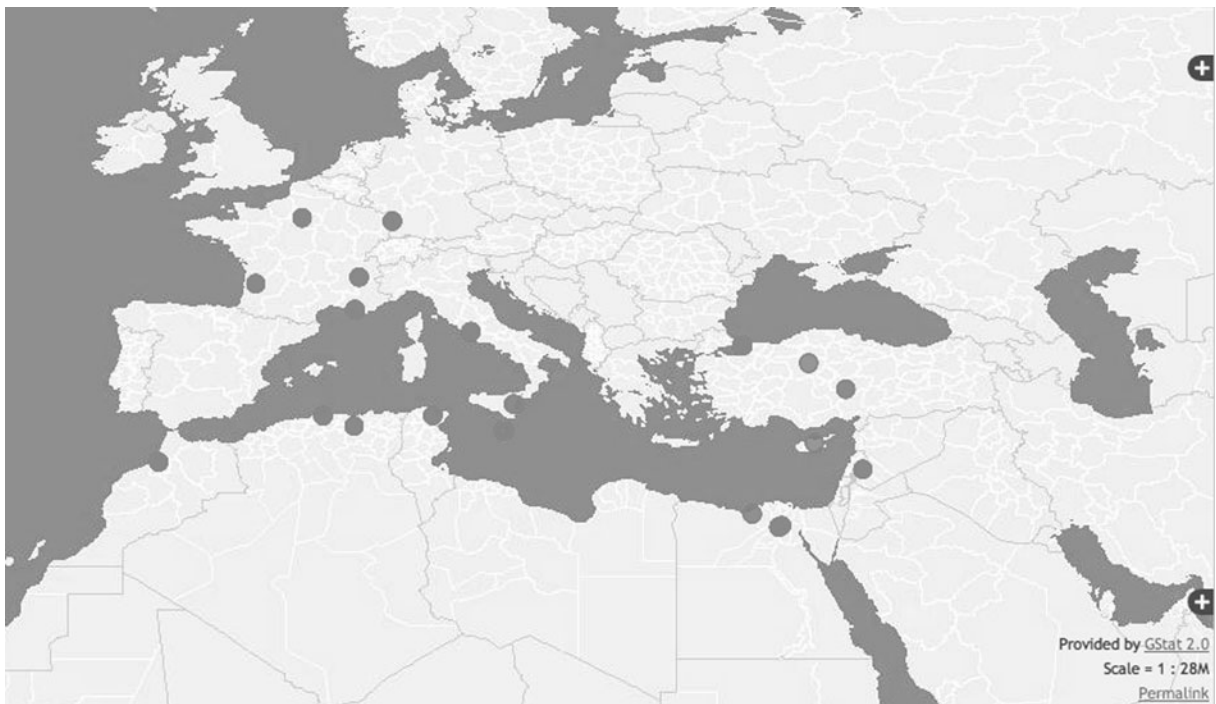 +
+
Provided by GStat 2.0
Scale = 1 : 28M
Permalink